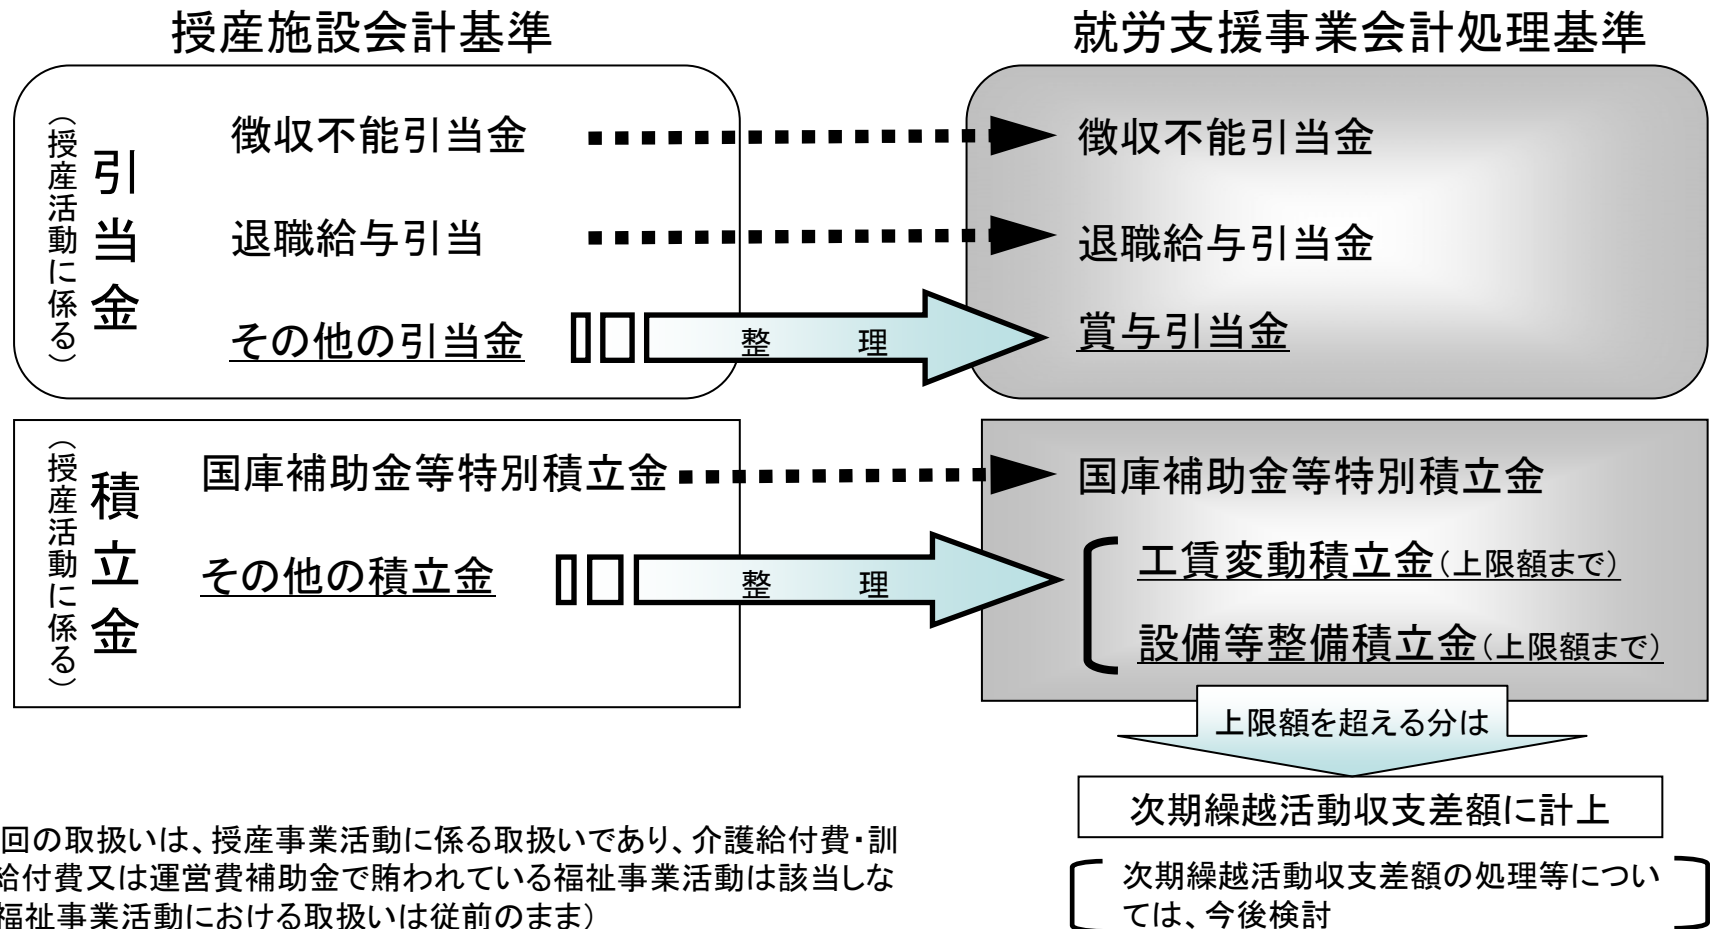 授産施設会計基準
就労支援事業会計処理基準
（授産活動に係る）
引当金
徴収不能引当金
退職給与引当
その他の引当金
整　理
徴収不能引当金
退職給与引当金
賞与引当金
（授産活動に係る）
積立金
国庫補助金等特別積立金
その他の積立金
整　理
国庫補助金等特別積立金
工賃変動積立金（上限額まで）
設備等整備積立金（上限額まで）
上限額を超える分は
次期繰越活動収支差額に計上
次期繰越活動収支差額の処理等につい
ては、今後検討
回の取扱いは、授産事業活動に係る取扱いであり、介護給付費・訓
給付費又は運営費補助金で賄われている福祉事業活動は該当しな
福祉事業活動における取扱いは従前のまま）